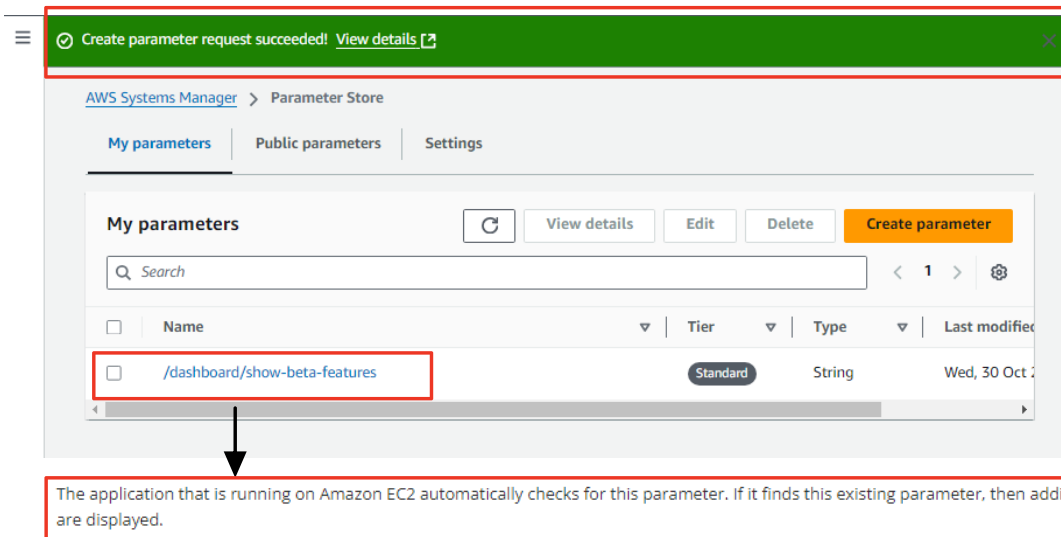 Create parameter request succeeded! View details
AWS Systems Manager > Parameter Store
My parameters Public parameters Settings
My parameters View details Edit Delete Create parameter
Search < 1 >
Name Tier Type Last modified
/dashboard/show-beta-features Standard String Wed, 30 Oct
The application that is running on Amazon EC2 automatically checks for this parameter. If it finds this existing parameter, then addi
are displayed.